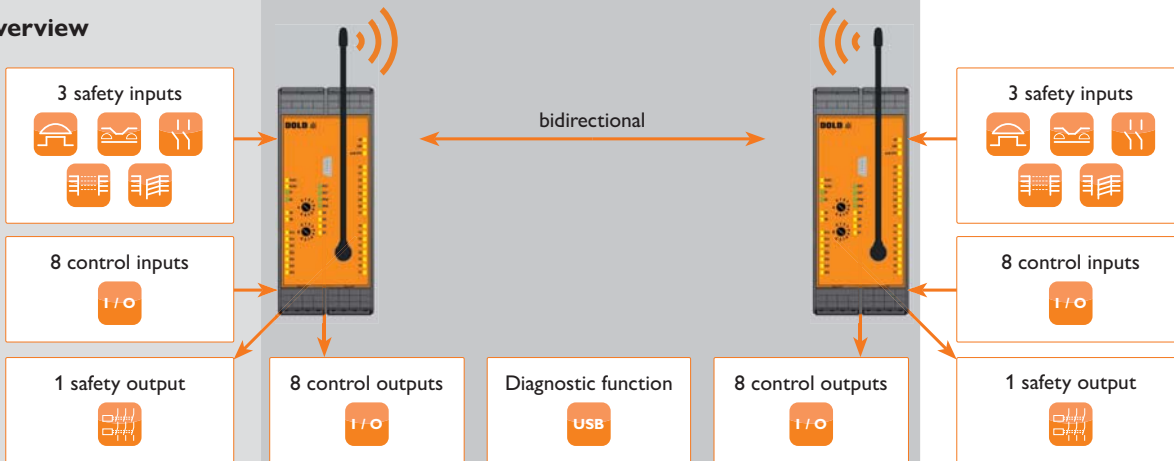 verview
3 safety inputs
8 control inputs
I / O
1 safety output
DOLD
bidirectional
DOLD
8 control outputs
I / O
Diagnostic function
USB
8 control outputs
I / O
3 safety inputs
8 control inputs
I / O
1 safety output